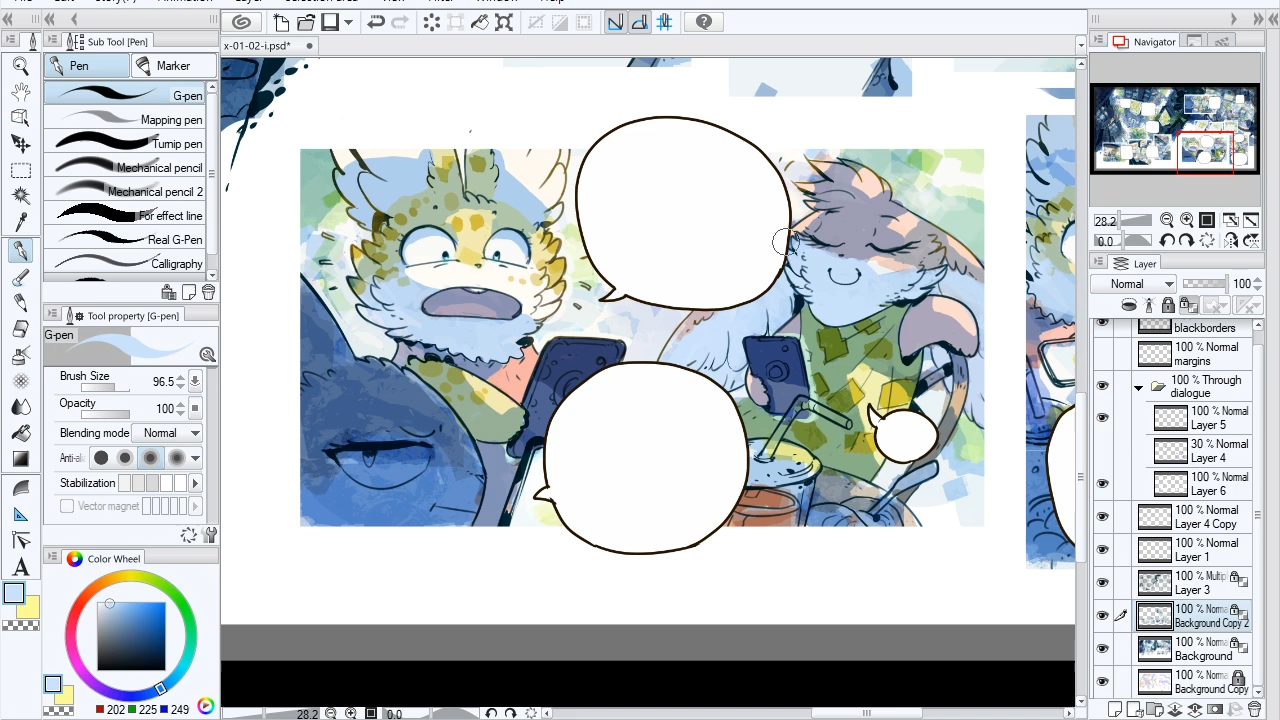 x-01-02-i.psd*
Sub Tool [Pen]
Pen
Marker
G-pen
Mapping pen
Turnip pen
Mechanical pencil
Mechanical pencil 2
For effect line
Real G-Pen
Calligraphy
Tool property [G-pen]
G-pen
Brush Size
96.5
Opacity
100
Blending mode
Normal
Anti-ali
Stabilization
Vector magnet
Color Wheel
202
225
249
28.2
0.0
Navigator
28.2
0.0
Layer
Normal
100
blackborders
100 % Normal
margins
100 % Through
dialogue
100 % Normal
Layer 5
30 % Normal
Layer 4
100 % Normal
Layer 6
100 % Normal
Layer 4 Copy
100 % Normal
Layer 1
100 % Multip
Layer 3
100 % Norma
Background Copy 2
100 % Norma
Background
100 % Norma
Background Copy